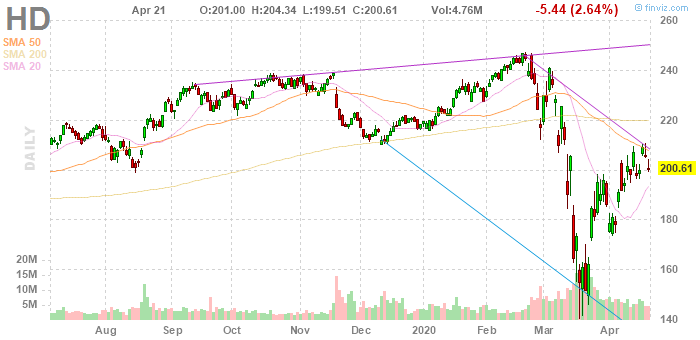 HD Apr 21 O:201.00 H:204.34 L:199.51 C:200.61 Vol:4.76M -5.44 (2.64%) © finviz.com
SMA 50
SMA 200
SMA 20
DAILY
260
240
220
200.61
180
160
140
20M
15M
10M
5M
Aug Sep Oct Nov Dec 2020 Feb Mar Apr